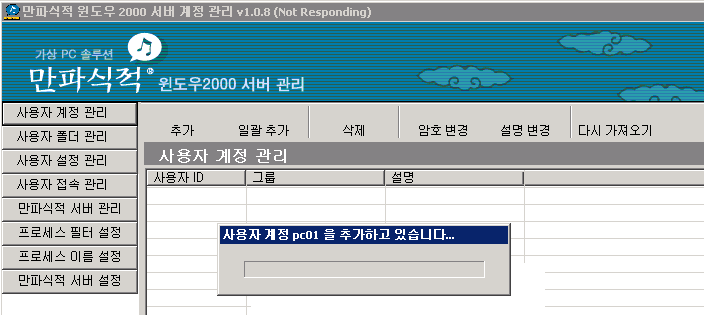 만파식적 윈도우 2000 서버 계정 관리 v1.0.8 (Not Responding)
가상 PC 솔루션
만파식적® 윈도우2000 서버 관리
사용자 계정 관리
사용자 폴더 관리
사용자 설정 관리
사용자 접속 관리
만파식적 서버 관리
프로세스 필터 설정
프로세스 이름 설정
만파식적 서버 설정
추가 일괄 추가 삭제 암호 변경 설명 변경 다시 가져오기
사용자 계정 관리
사용자 ID 그룹 설명
사용자 계정 pc01 을 추가하고 있습니다...